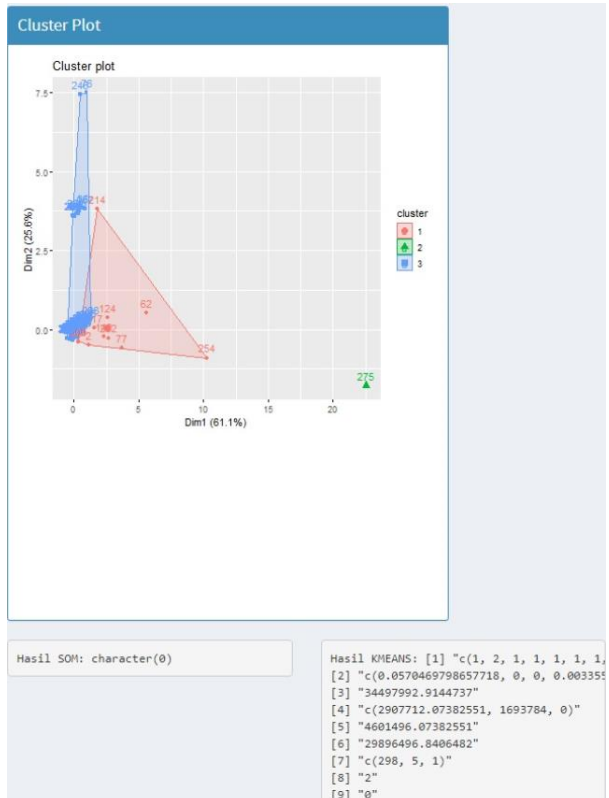 Cluster Plot
Cluster plot
76
214
7.5
5.0
2.5
0.0
Dim2 (25.6%)
124
62
77
254
275
0
5
10
15
20
Dim1 (61.1%)
cluster
1
2
3
Hasil SOM: character(0)
Hasil KMEANS: [1] "c(1, 2, 1, 1, 1, 1, 1,
[2] "c(0.0570469798657718, 0, 0, 0.003355
[3] "34497992.9144737"
[4] "c(2907712.07382551, 1693784, 0)"
[5] "4601496.07382551"
[6] "29896496.8406482"
[7] "c(298, 5, 1)"
[8] "2"
[9] "0"